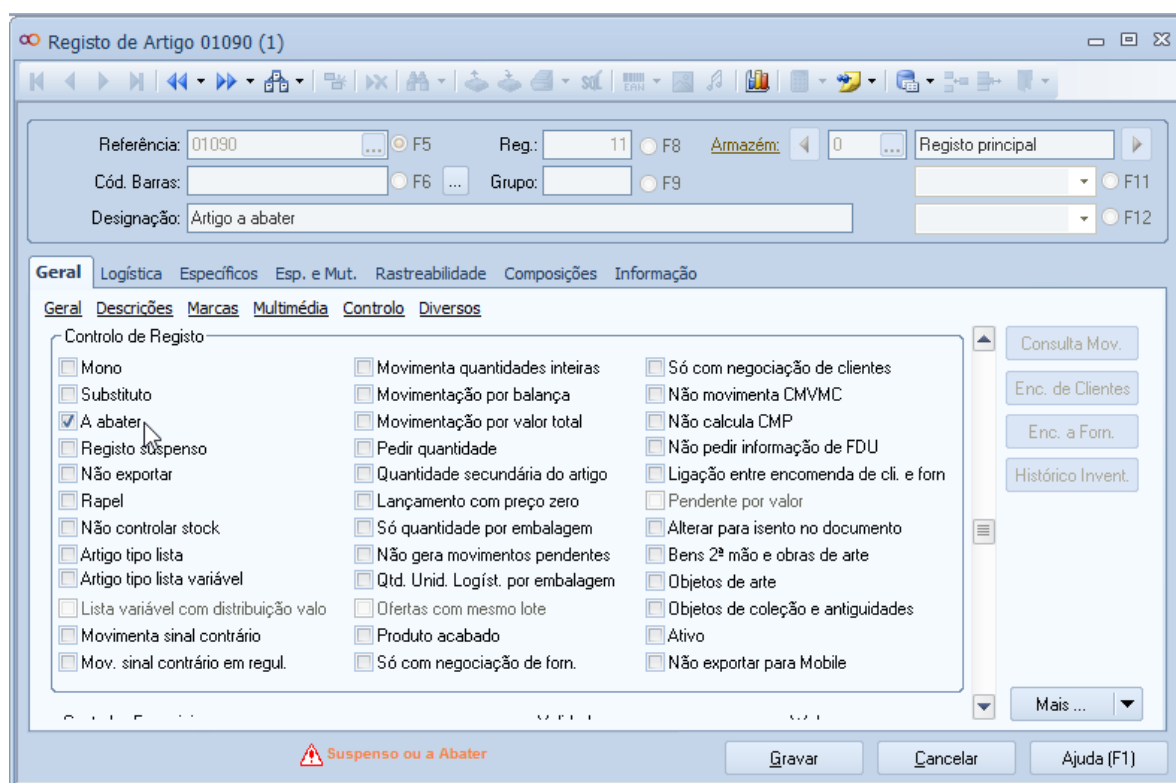 Registo de Artigo 01090 (1)
sql
EAN
Referência: 01090 ... F5 Reg.: 11 F8 Armazém: 0 ... Registo principal
Cód. Barras: F6 ... Grupo: F9 F11
Designação: Artigo a abater F12
Geral Logística Específicos Esp. e Mut. Rastreabilidade Composições Informação
Geral Descrições Marcas Multimédia Controlo Diversos
Controlo de Registo
Mono Movimenta quantidades inteiras Só com negociação de clientes Consulta Mov.
Substituto Movimentação por balança Não movimenta CMVMC Enc. de Clientes
A abater Movimentação por valor total Não calcula CMP Enc. a Forn.
Registo suspenso Pedir quantidade Não pedir informação de FDU
Não exportar Quantidade secundária do artigo Ligação entre encomenda de cli. e forn Histórico Invent.
Rapel Lançamento com preço zero Pendente por valor
Não controlar stock Só quantidade por embalagem Alterar para isento no documento
Artigo tipo lista Não gera movimentos pendentes Bens 2ª mão e obras de arte
Artigo tipo lista variável Qtd. Unid. Logíst. por embalagem Objetos de arte
Lista variável com distribuição valo Ofertas com mesmo lote Objetos de coleção e antiguidades
Movimenta sinal contrário Produto acabado Ativo
Mov. sinal contrário em regul. Só com negociação de forn. Não exportar para Mobile
Mais ...
Suspenso ou a Abater Gravar Cancelar Ajuda (F1)